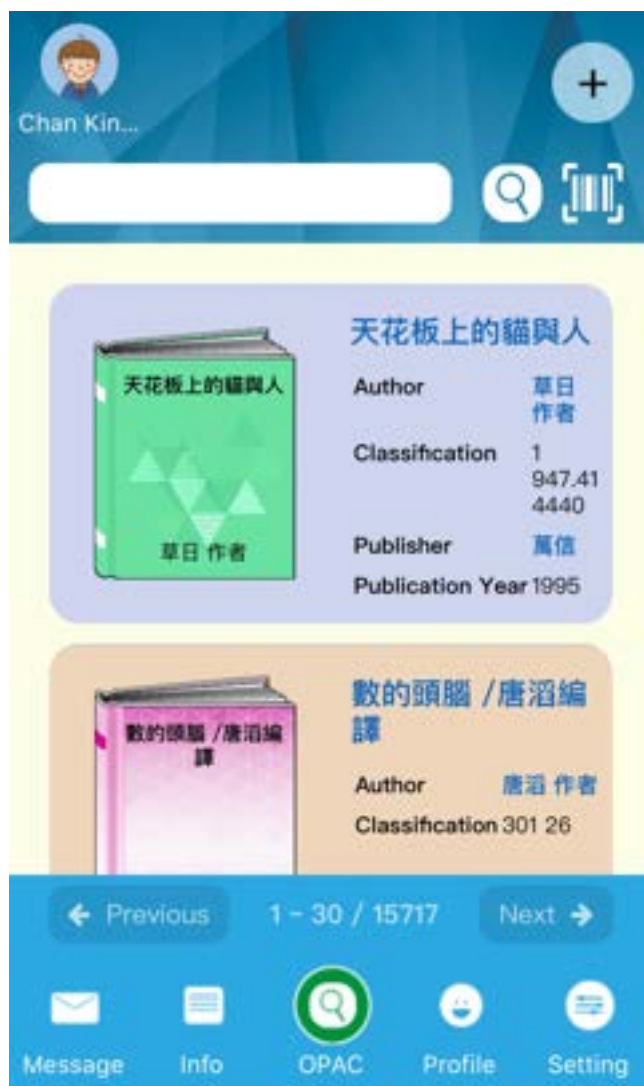 Chan Kin...
+
天花板上的貓與人
天花板上的貓與人
草日 作者
Author 草日
作者
Classification 1
947.41
4440
Publisher 萬信
Publication Year 1995
數的頭腦 /唐滔編
譯
數的頭腦 /唐滔編
譯
Author 唐滔 作者
Classification 301 26
← Previous 1 - 30 / 15717 Next →
Message Info OPAC Profile Setting